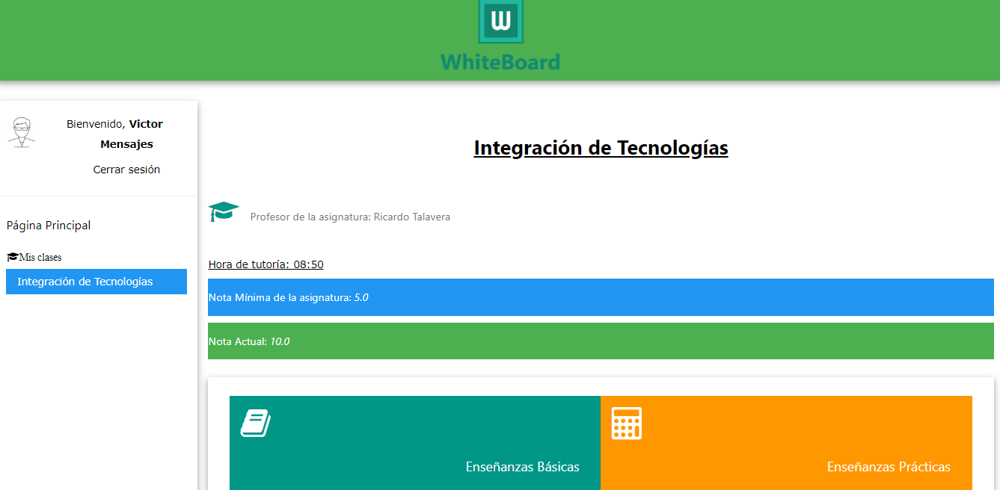 W
WhiteBoard
Bienvenido, Victor
Mensajes
Cerrar sesión
Página Principal
Mis clases
Integración de Tecnologías
Integración de Tecnologías
Profesor de la asignatura: Ricardo Talavera
Hora de tutoría: 08:50
Nota Mínima de la asignatura: 5.0
Nota Actual: 10.0
Enseñanzas Básicas
Enseñanzas Prácticas